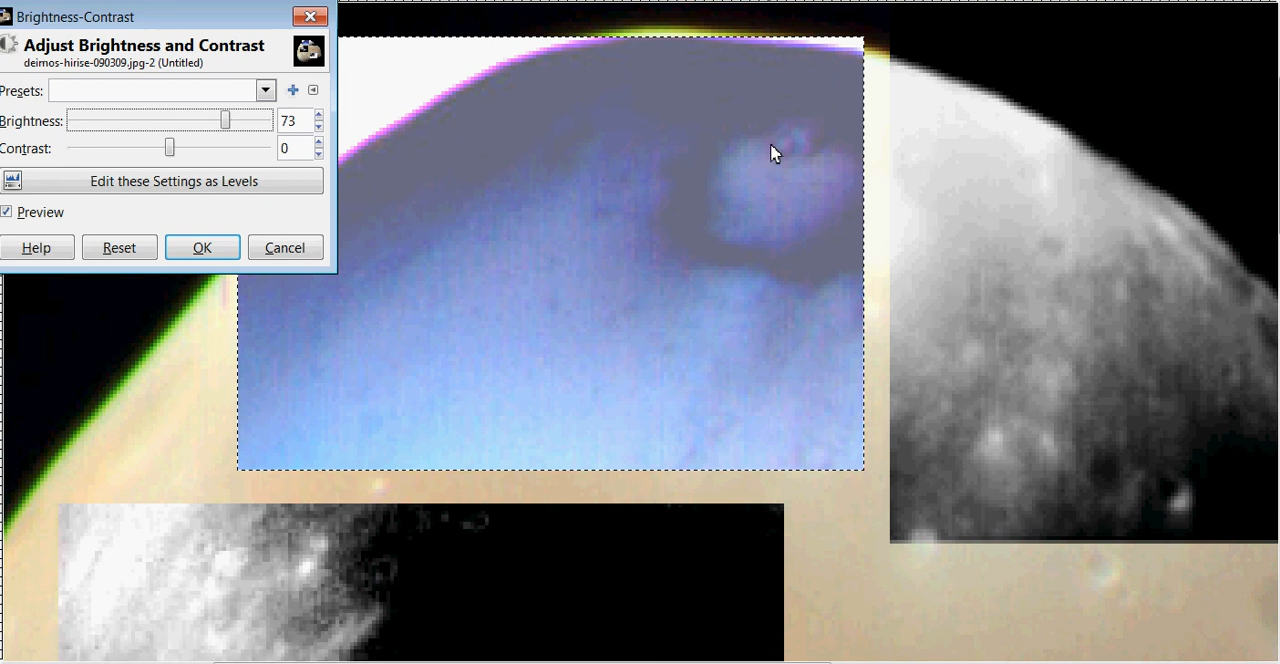 Brightness-Contrast
Adjust Brightness and Contrast
deimos-hirise-090309.jpg-2 (Untitled)
Presets:
Brightness: 73
Contrast: 0
Edit these Settings as Levels
Preview
Help Reset OK Cancel